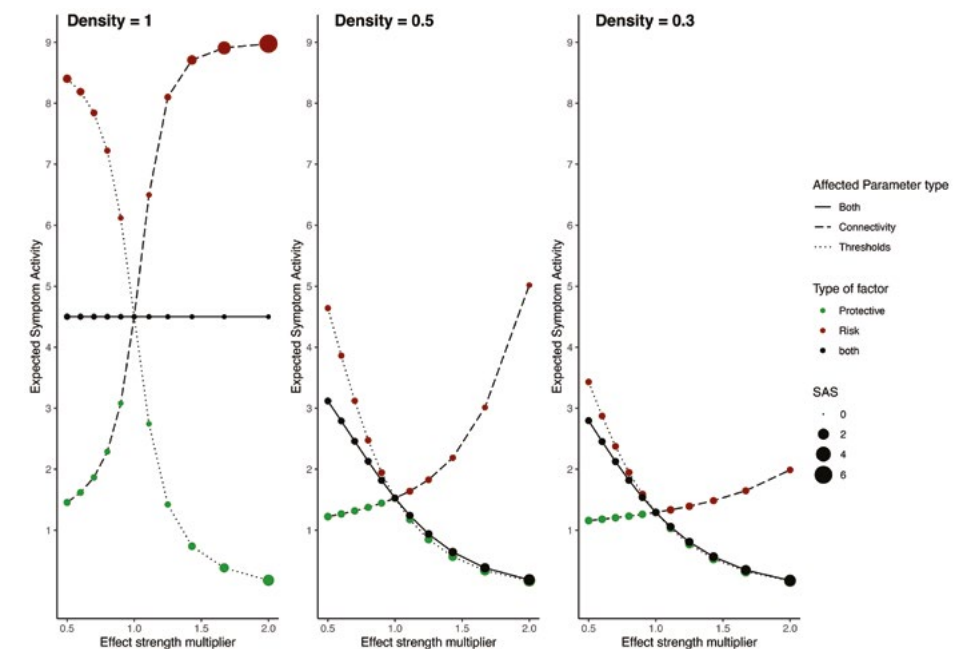 Density = 1
Density = 0.5
Density = 0.3
Expected Symptom Activity
9
8
7
6
5
4
3
2
1
0.5
1.0
1.5
2.0
Effect strength multiplier
Expected Symptom Activity
9
8
7
6
5
4
3
2
1
0.5
1.0
1.5
2.0
Effect strength multiplier
Expected Symptom Activity
9
8
7
6
5
4
3
2
1
0.5
1.0
1.5
2.0
Effect strength multiplier
Affected Parameter type
Both
Connectivity
Thresholds
Type of factor
Protective
Risk
both
SAS
0
2
4
6